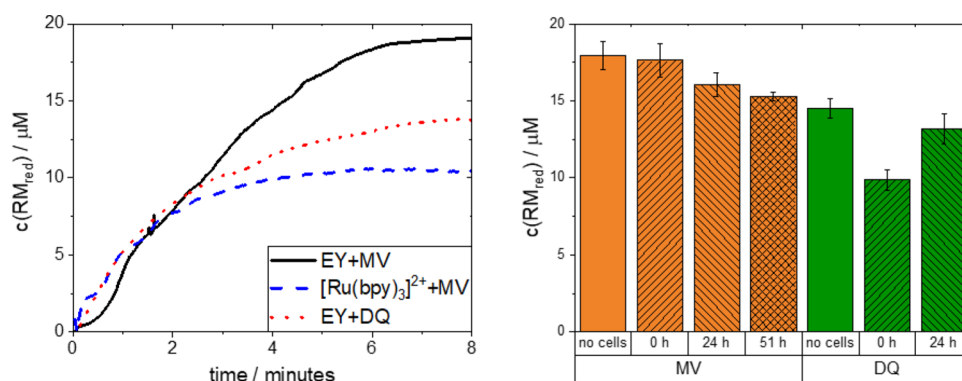 c(RM_red) / µM
20
15
10
5
0
EY+MV
[Ru(bpy)₃]²⁺+MV
EY+DQ
0 2 4 6 8
time / minutes
c(RM_red) / µM
20
15
10
5
0
no cells 0 h 24 h 51 h no cells 0 h 24 h
MV DQ